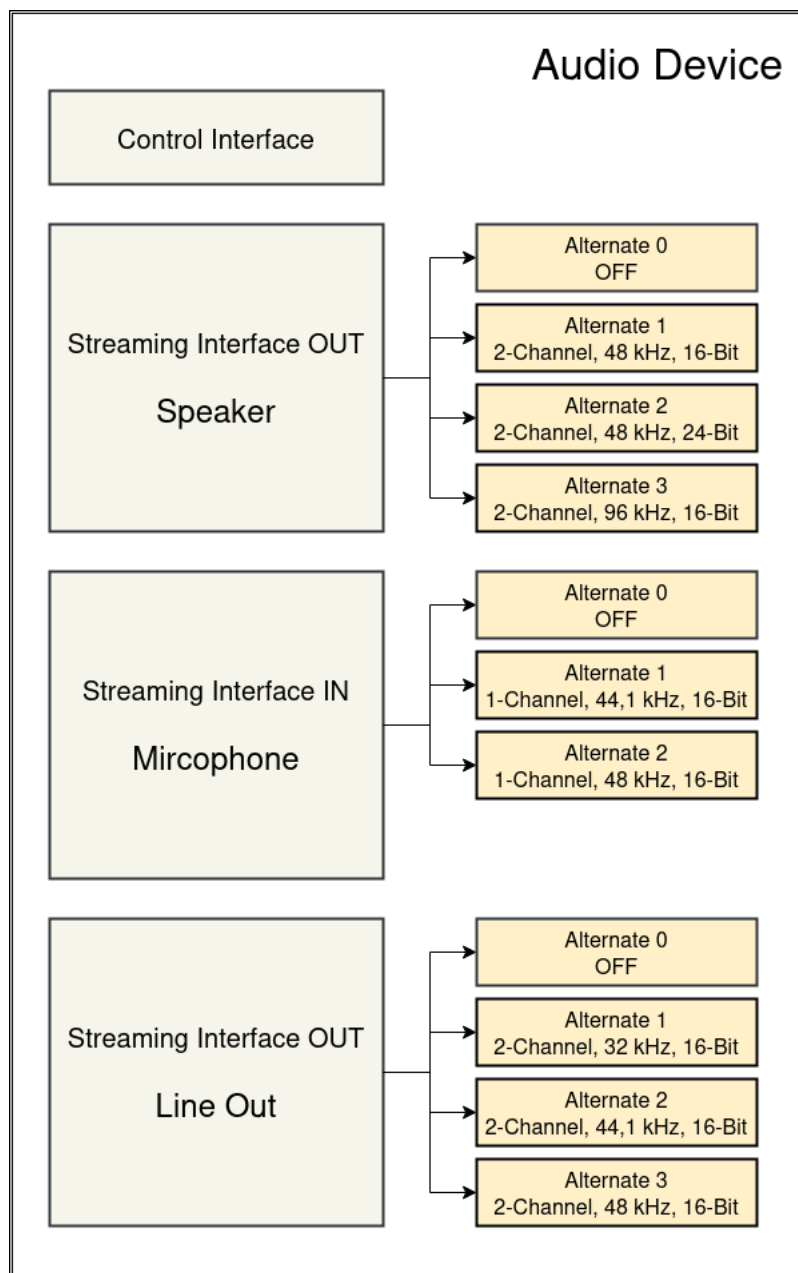 Audio Device
Control Interface
Streaming Interface OUT
Speaker
Alternate 0
OFF
Alternate 1
2-Channel, 48 kHz, 16-Bit
Alternate 2
2-Channel, 48 kHz, 24-Bit
Alternate 3
2-Channel, 96 kHz, 16-Bit
Streaming Interface IN
Mircophone
Alternate 0
OFF
Alternate 1
1-Channel, 44,1 kHz, 16-Bit
Alternate 2
1-Channel, 48 kHz, 16-Bit
Streaming Interface OUT
Line Out
Alternate 0
OFF
Alternate 1
2-Channel, 32 kHz, 16-Bit
Alternate 2
2-Channel, 44,1 kHz, 16-Bit
Alternate 3
2-Channel, 48 kHz, 16-Bit